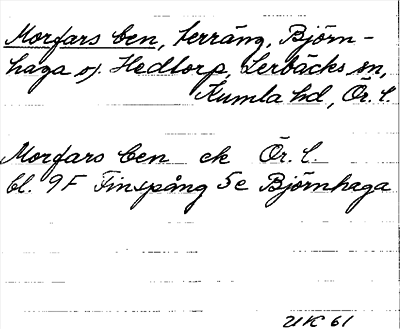 Morfars ben, terräng, Björn-
haga o. Hedtorp, Lerbäcks sn,
Kumla hd, Ör. l.
Morfars ben ek Ör. l.
bl. 9F Finspång 5e Björnhaga
UK 61